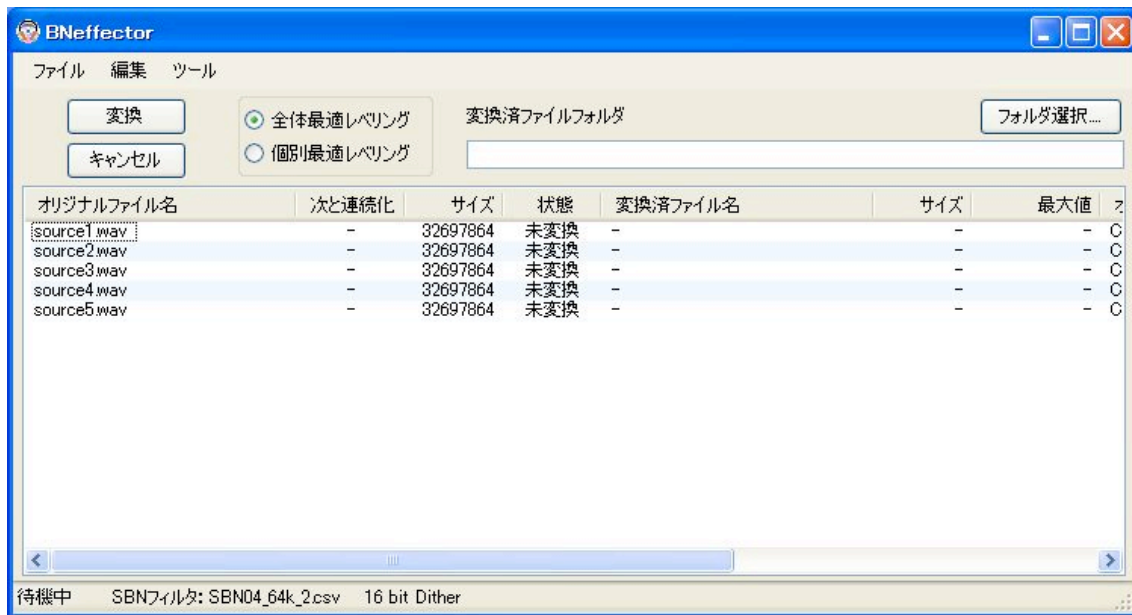 BNeffector
ファイル 編集 ツール
変換 全体最適レベリング 変換済ファイルフォルダ フォルダ選択...
キャンセル 個別最適レベリング
オリジナルファイル名 次と連続化 サイズ 状態 変換済ファイル名 サイズ 最大値 オ
source1.wav - 32697864 未変換 - - - C
source2.wav - 32697864 未変換 - - - C
source3.wav - 32697864 未変換 - - - C
source4.wav - 32697864 未変換 - - - C
source5.wav - 32697864 未変換 - - - C
待機中 SBNフィルタ: SBN04_64k_2.csv 16 bit Dither